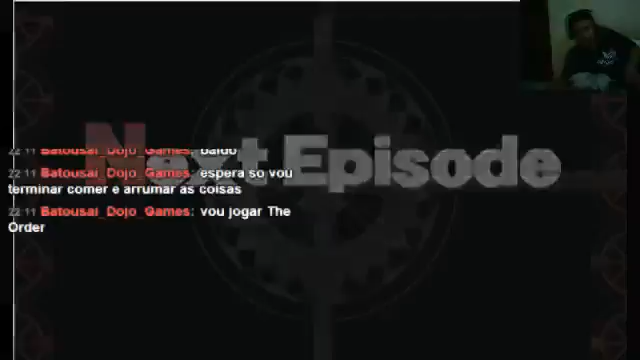 Next Episode
22:11 Batousai_Dojo_Games: baldo
22:11 Batousai_Dojo_Games: espera so vou
terminar comer e arrumar as coisas
22:11 Batousai_Dojo_Games: vou jogar The
Order